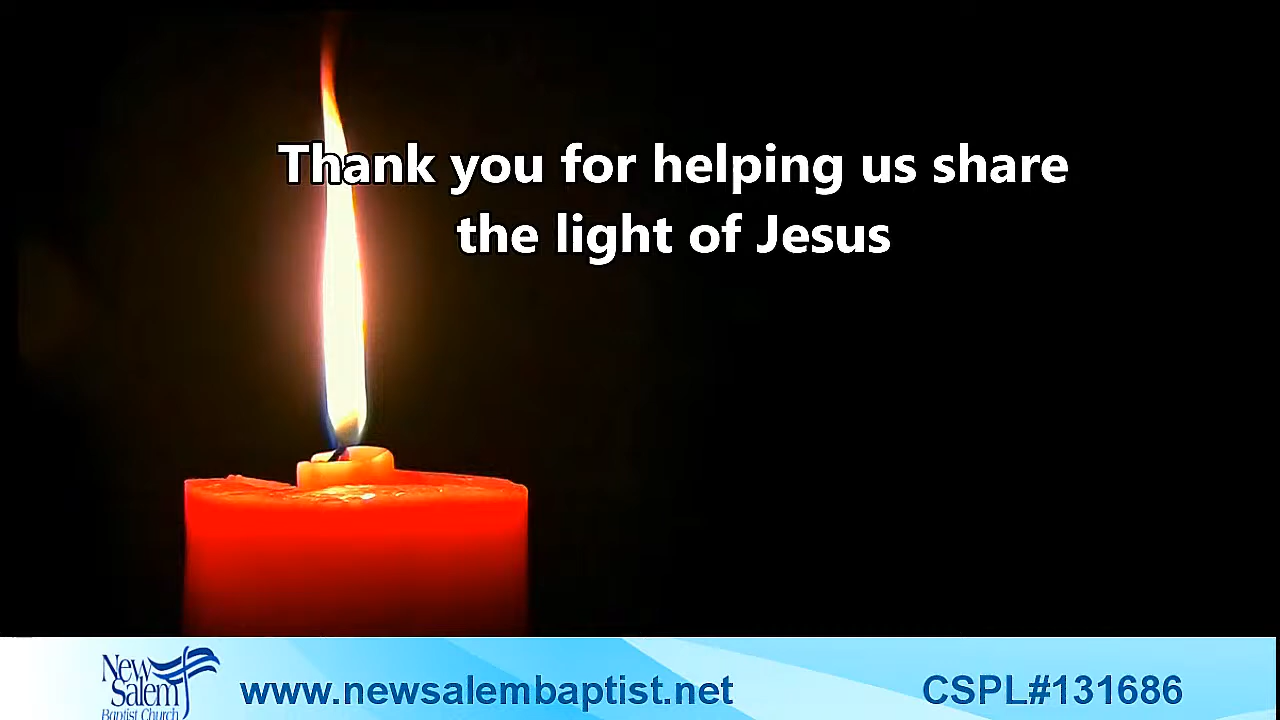 Thank you for helping us share
the light of Jesus
New
Salem
Baptist Church
www.newsalembaptist.net
CSPL#131686